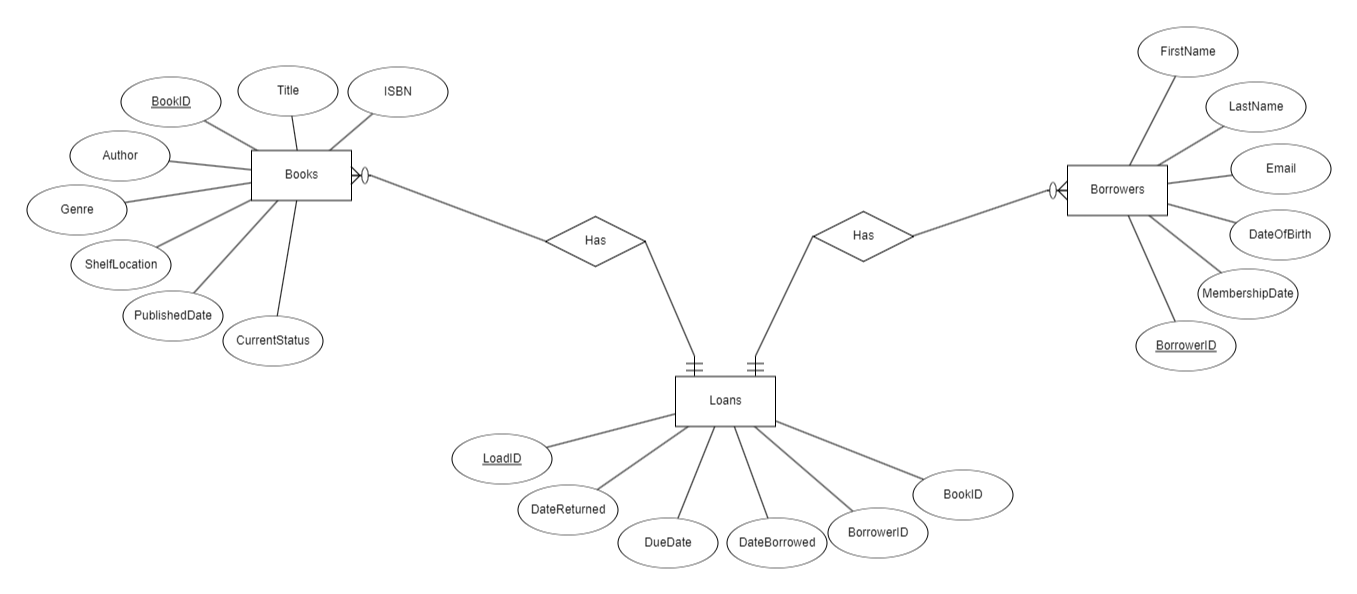 FirstName
Title
ISBN
BookID
LastName
Author
Email
Books
Borrowers
Genre
DateOfBirth
Has
Has
ShelfLocation
MembershipDate
PublishedDate
CurrentStatus
BorrowerID
Loans
LoadID
BookID
DateReturned
BorrowerID
DueDate
DateBorrowed